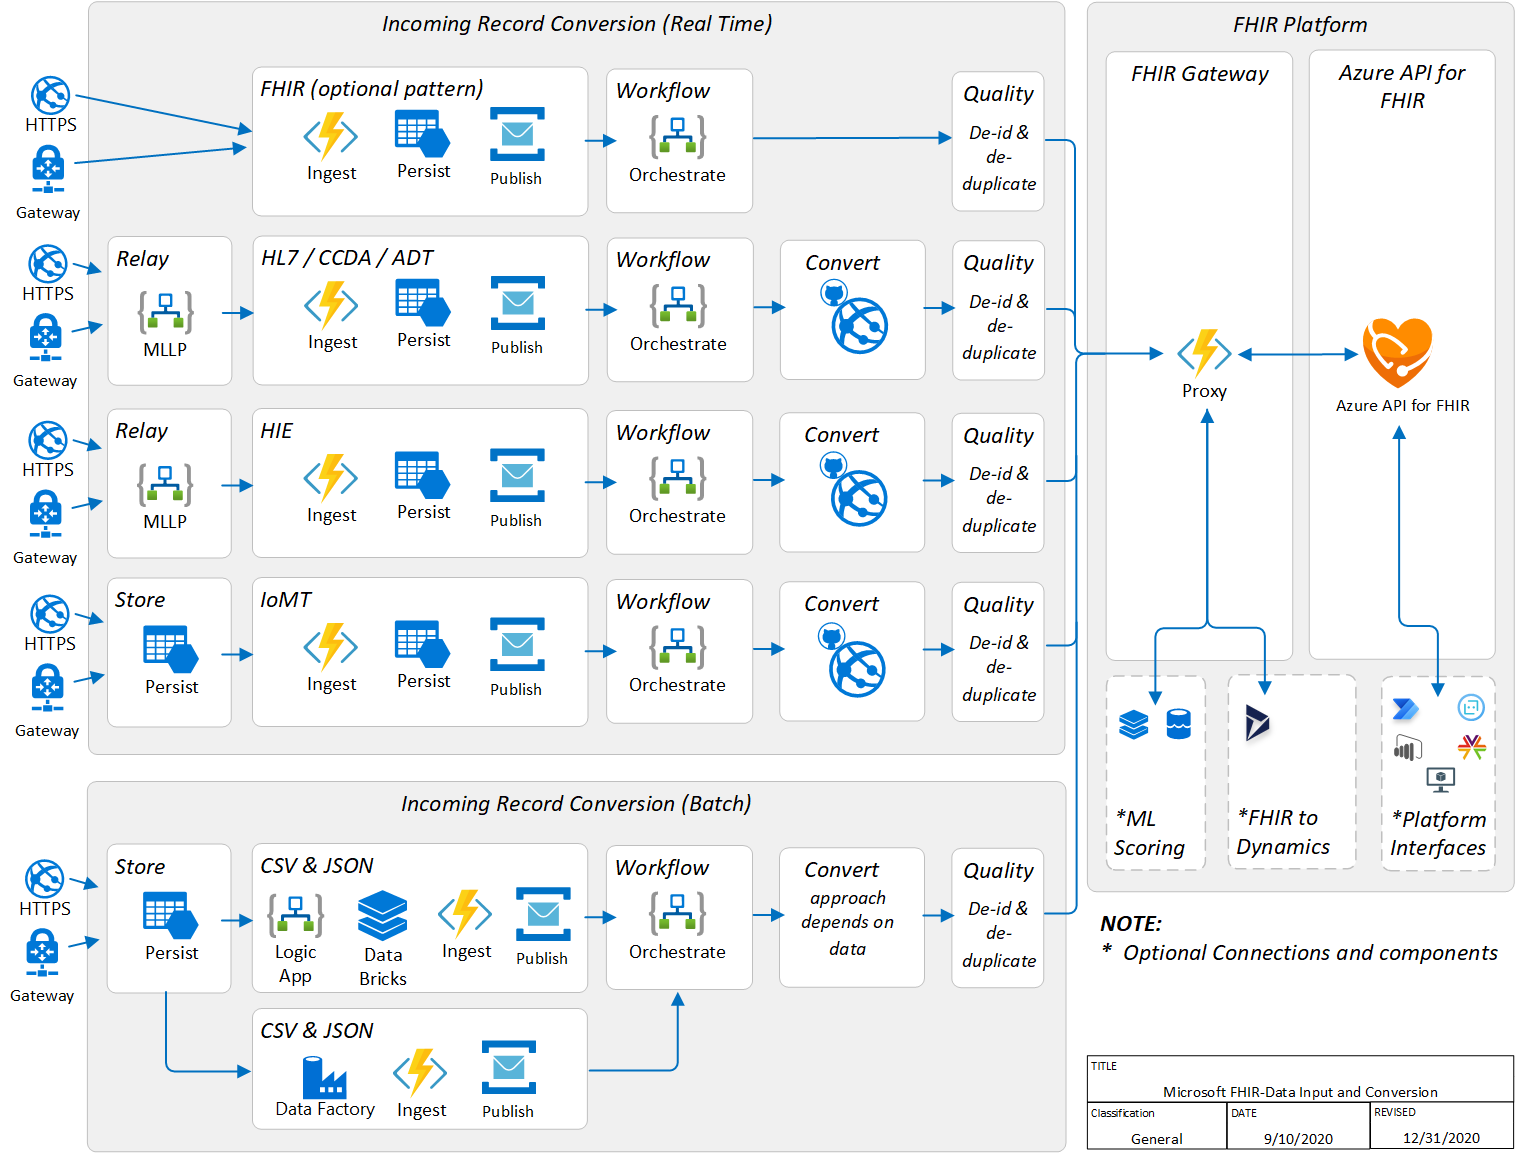 Incoming Record Conversion (Real Time)
HTTPS
Gateway
FHIR (optional pattern)
Ingest
Persist
Publish
Workflow
Orchestrate
Quality
De-id &
de-
duplicate
HTTPS
Gateway
Relay
MLLP
HL7 / CCDA / ADT
Ingest
Persist
Publish
Workflow
Orchestrate
Convert
Quality
De-id &
de-
duplicate
HTTPS
Gateway
Relay
MLLP
HIE
Ingest
Persist
Publish
Workflow
Orchestrate
Convert
Quality
De-id &
de-
duplicate
HTTPS
Gateway
Store
Persist
IoMT
Ingest
Persist
Publish
Workflow
Orchestrate
Convert
Quality
De-id &
de-
duplicate
Incoming Record Conversion (Batch)
HTTPS
Gateway
Store
Persist
CSV & JSON
Logic
App
Data
Bricks
Ingest
Publish
Workflow
Orchestrate
Convert
approach
depends on
data
Quality
De-id &
de-
duplicate
CSV & JSON
Data Factory
Ingest
Publish
FHIR Platform
FHIR Gateway
Proxy
Azure API for
FHIR
Azure API for FHIR
*ML
Scoring
*FHIR to
Dynamics
*Platform
Interfaces
NOTE:
* Optional Connections and components
TITLE
Microsoft FHIR-Data Input and Conversion
Classification
General
DATE
9/10/2020
REVISED
12/31/2020